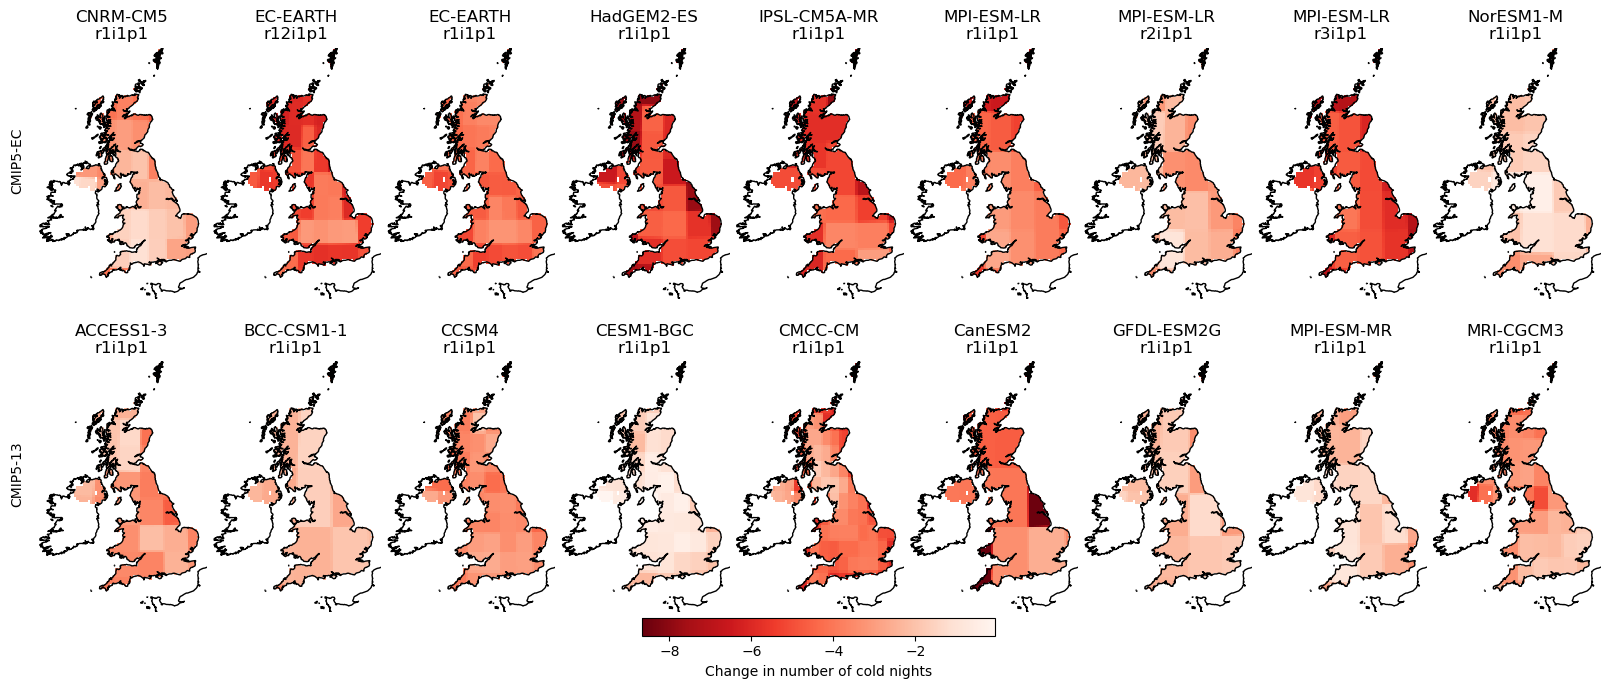 CNRM-CM5 EC-EARTH EC-EARTH HadGEM2-ES IPSL-CM5A-MR MPI-ESM-LR MPI-ESM-LR MPI-ESM-LR NorESM1-M
r1i1p1 r12i1p1 r1i1p1 r1i1p1 r1i1p1 r1i1p1 r2i1p1 r3i1p1 r1i1p1
CMIP5-EC
ACCESS1-3 BCC-CSM1-1 CCSM4 CESM1-BGC CMCC-CM CanESM2 GFDL-ESM2G MPI-ESM-MR MRI-CGCM3
r1i1p1 r1i1p1 r1i1p1 r1i1p1 r1i1p1 r1i1p1 r1i1p1 r1i1p1 r1i1p1
CMIP5-13
−8 −6 −4 −2
Change in number of cold nights